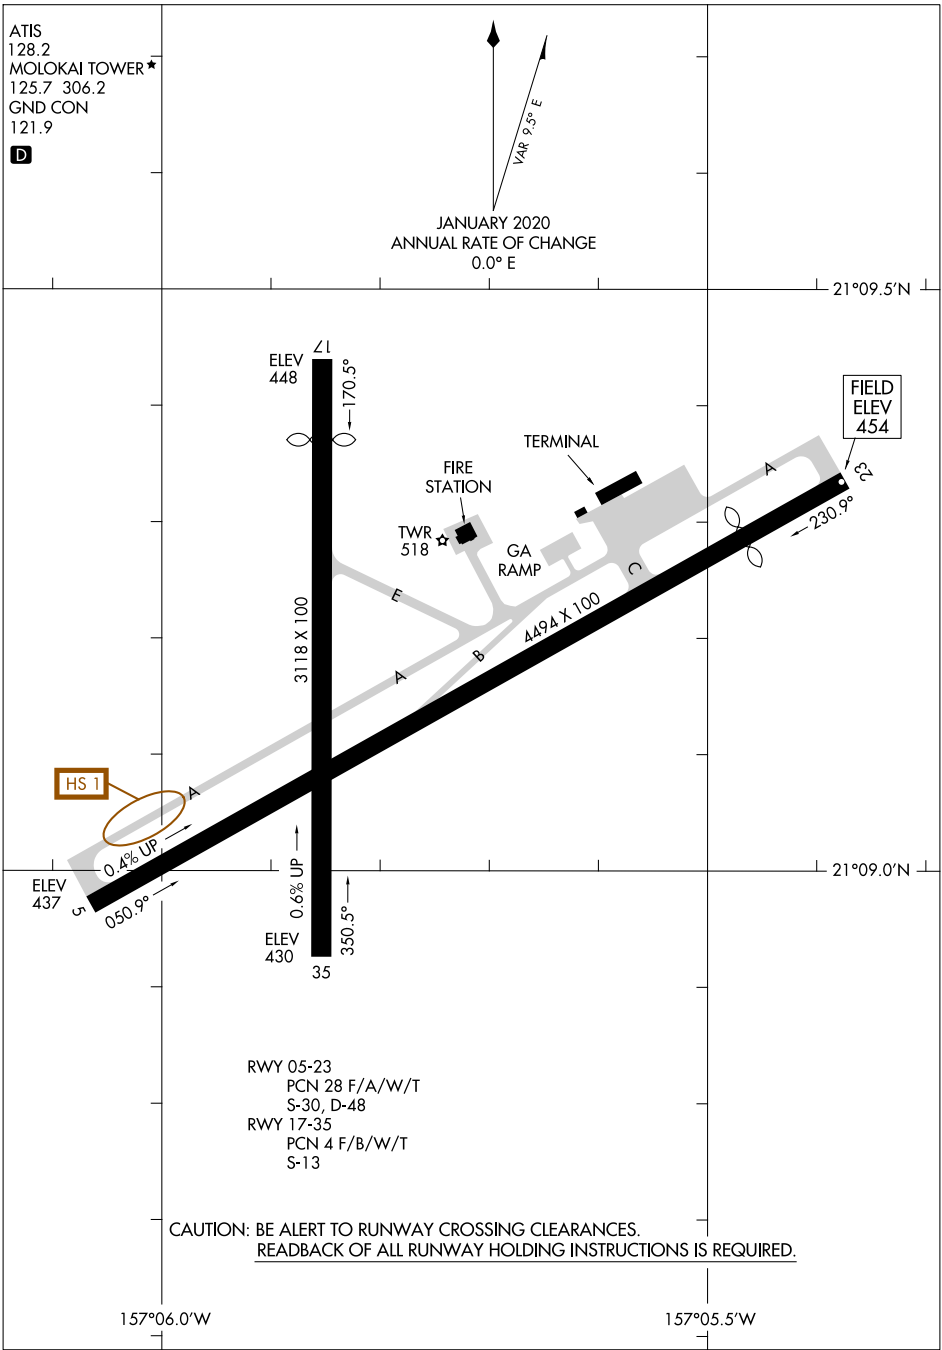 ATIS
128.2
MOLOKAI TOWER★
125.7 306.2
GND CON
121.9
D
VAR 9.5° E
JANUARY 2020
ANNUAL RATE OF CHANGE
0.0° E
21°09.5'N
17
ELEV
448
170.5°
FIELD
ELEV
454
TERMINAL
A
23
FIRE
STATION
230.9°
TWR
518
GA
RAMP
C
E
4494 X 100
3118 X 100
B
A
HS 1
A
0.4% UP
21°09.0'N
ELEV
437
5
050.9°
0.6% UP
350.5°
ELEV
430
35
RWY 05-23
PCN 28 F/A/W/T
S-30, D-48
RWY 17-35
PCN 4 F/B/W/T
S-13
CAUTION: BE ALERT TO RUNWAY CROSSING CLEARANCES.
READBACK OF ALL RUNWAY HOLDING INSTRUCTIONS IS REQUIRED.
157°06.0'W
157°05.5'W